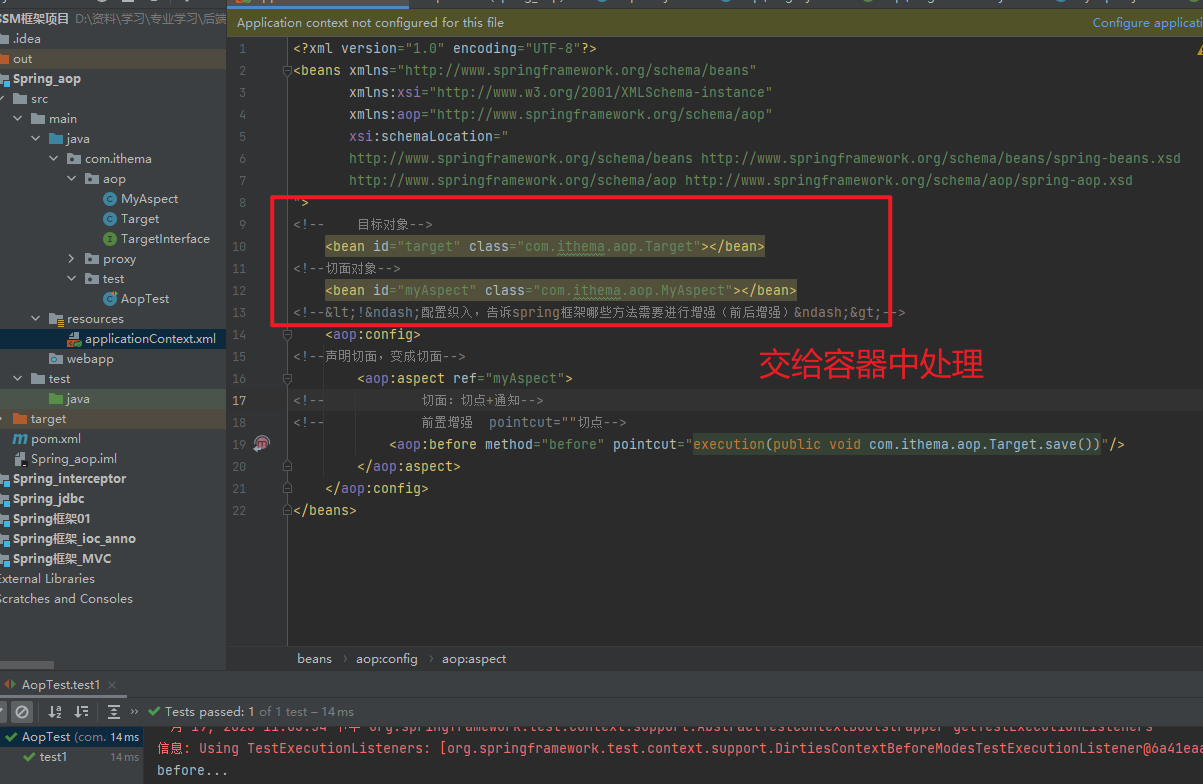 SSM框架项目 D:\资料\学习\专业学习\后端
.idea
out
Spring_aop
src
main
java
com.ithema
aop
MyAspect
Target
TargetInterface
proxy
test
AopTest
resources
applicationContext.xml
webapp
test
java
target
pom.xml
Spring_aop.iml
Spring_interceptor
Spring_jdbc
Spring框架01
Spring框架_ioc_anno
Spring框架_MVC
External Libraries
Scratches and Consoles
Application context not configured for this file
Configure applicati
1 <?xml version="1.0" encoding="UTF-8"?>
2 <beans xmlns="http://www.springframework.org/schema/beans"
3 xmlns:xsi="http://www.w3.org/2001/XMLSchema-instance"
4 xmlns:aop="http://www.springframework.org/schema/aop"
5 xsi:schemaLocation="
6 http://www.springframework.org/schema/beans http://www.springframework.org/schema/beans/spring-beans.xsd
7 http://www.springframework.org/schema/aop http://www.springframework.org/schema/aop/spring-aop.xsd
8 ">
9 <!-- 目标对象-->
10 <bean id="target" class="com.ithema.aop.Target"></bean>
11 <!--切面对象-->
12 <bean id="myAspect" class="com.ithema.aop.MyAspect"></bean>
13 <!--&lt;!&ndash;配置织入，告诉spring框架哪些方法需要进行增强（前后增强）&ndash;&gt;-->
14 <aop:config>
15 <!--声明切面，变成切面-->
交给容器中处理
16 <aop:aspect ref="myAspect">
17 <!-- 切面：切点+通知-->
18 <!-- 前置增强 pointcut=""切点-->
19 <aop:before method="before" pointcut="execution(public void com.ithema.aop.Target.save())"/>
20 </aop:aspect>
21 </aop:config>
22 </beans>
beans › aop:config › aop:aspect
AopTest.test1
Tests passed: 1 of 1 test – 14 ms
AopTest (com. 14 ms
test1 14 ms
信息: Using TestExecutionListeners: [org.springframework.test.context.support.DirtiesContextBeforeModesTestExecutionListener@6a41eaa
before...